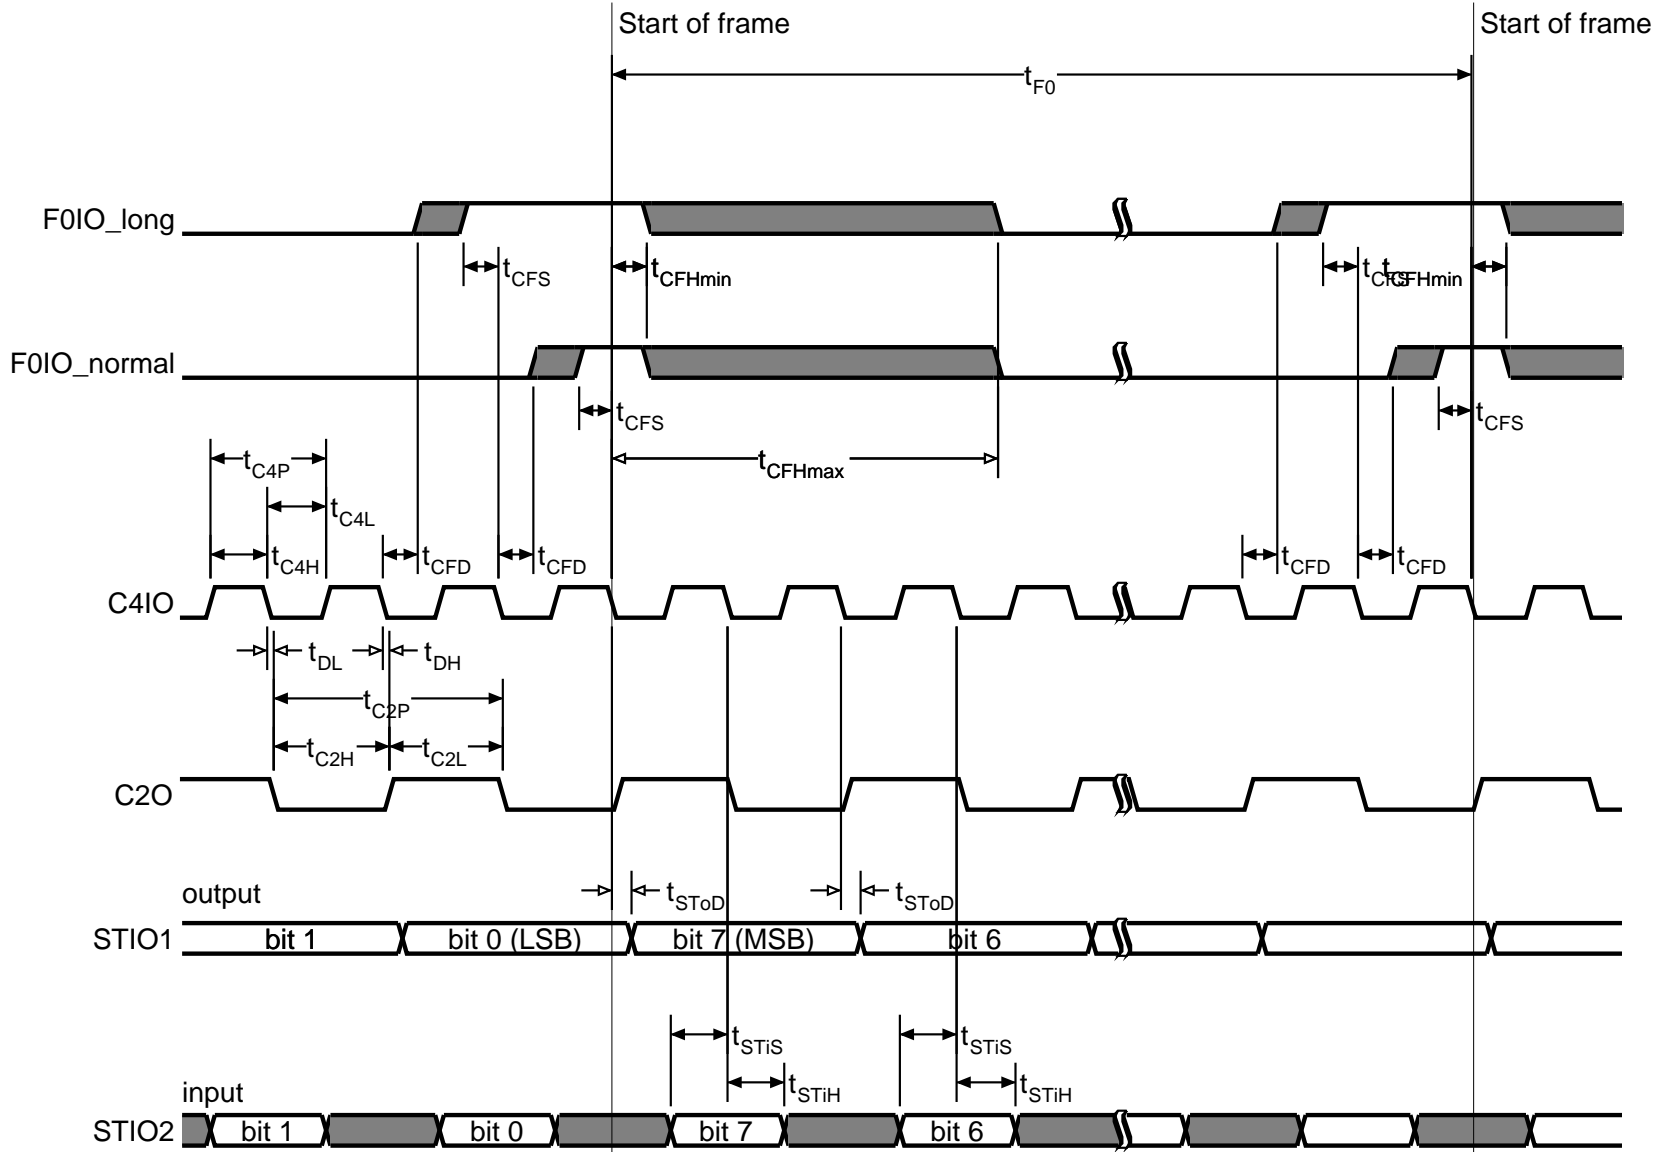 Start of frame Start of frame
tF0
F0IO_long
tCFS tCFHmin tCFS tCFHmin
F0IO_normal
tCFS tCFS
tC4P tCFHmax
tC4L
tC4H tCFD tCFD tCFD tCFD
C4IO
tDL tDH
tC2P
tC2H tC2L
C2O
output tSToD tSToD
STIO1 bit 1 bit 0 (LSB) bit 7 (MSB) bit 6
tSTiS tSTiS
input tSTiH tSTiH
STIO2 bit 1 bit 0 bit 7 bit 6